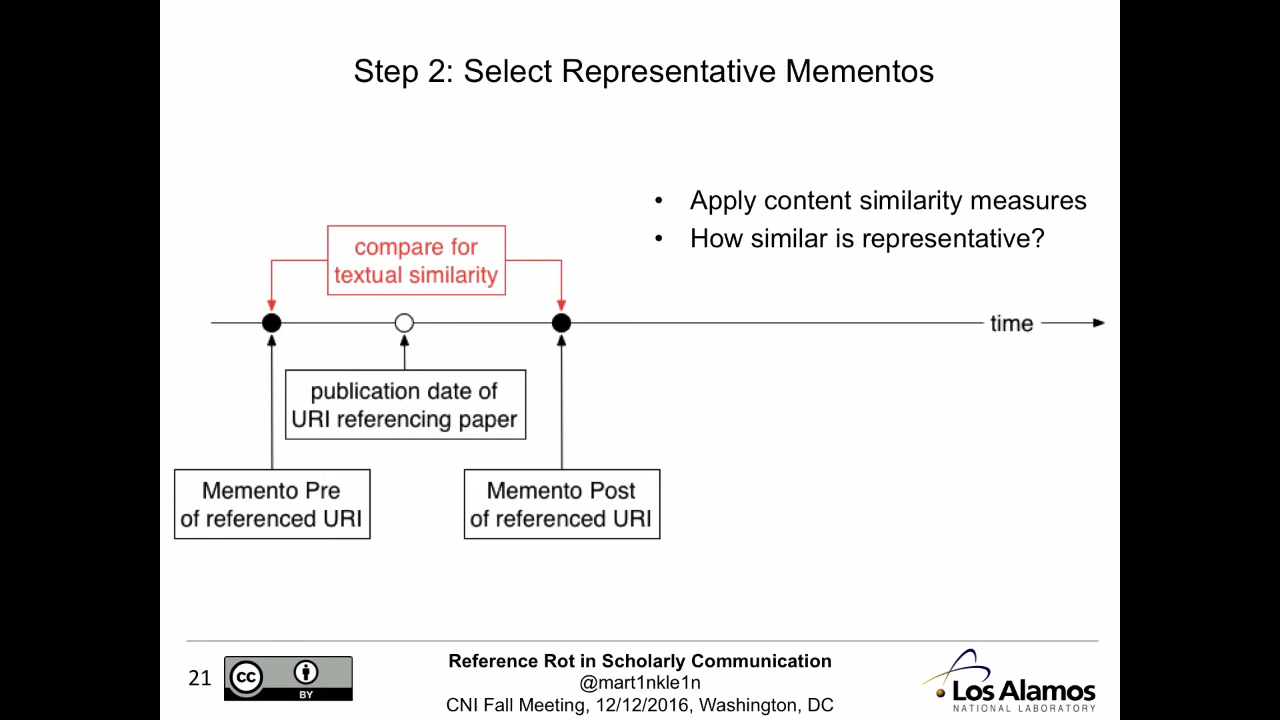 Step 2: Select Representative Mementos
• Apply content similarity measures
• How similar is representative?
compare for
textual similarity
time
publication date of
URI referencing paper
Memento Pre
of referenced URI
Memento Post
of referenced URI
21
cc
BY
Reference Rot in Scholarly Communication
@mart1nkle1n
CNI Fall Meeting, 12/12/2016, Washington, DC
Los Alamos
NATIONAL LABORATORY